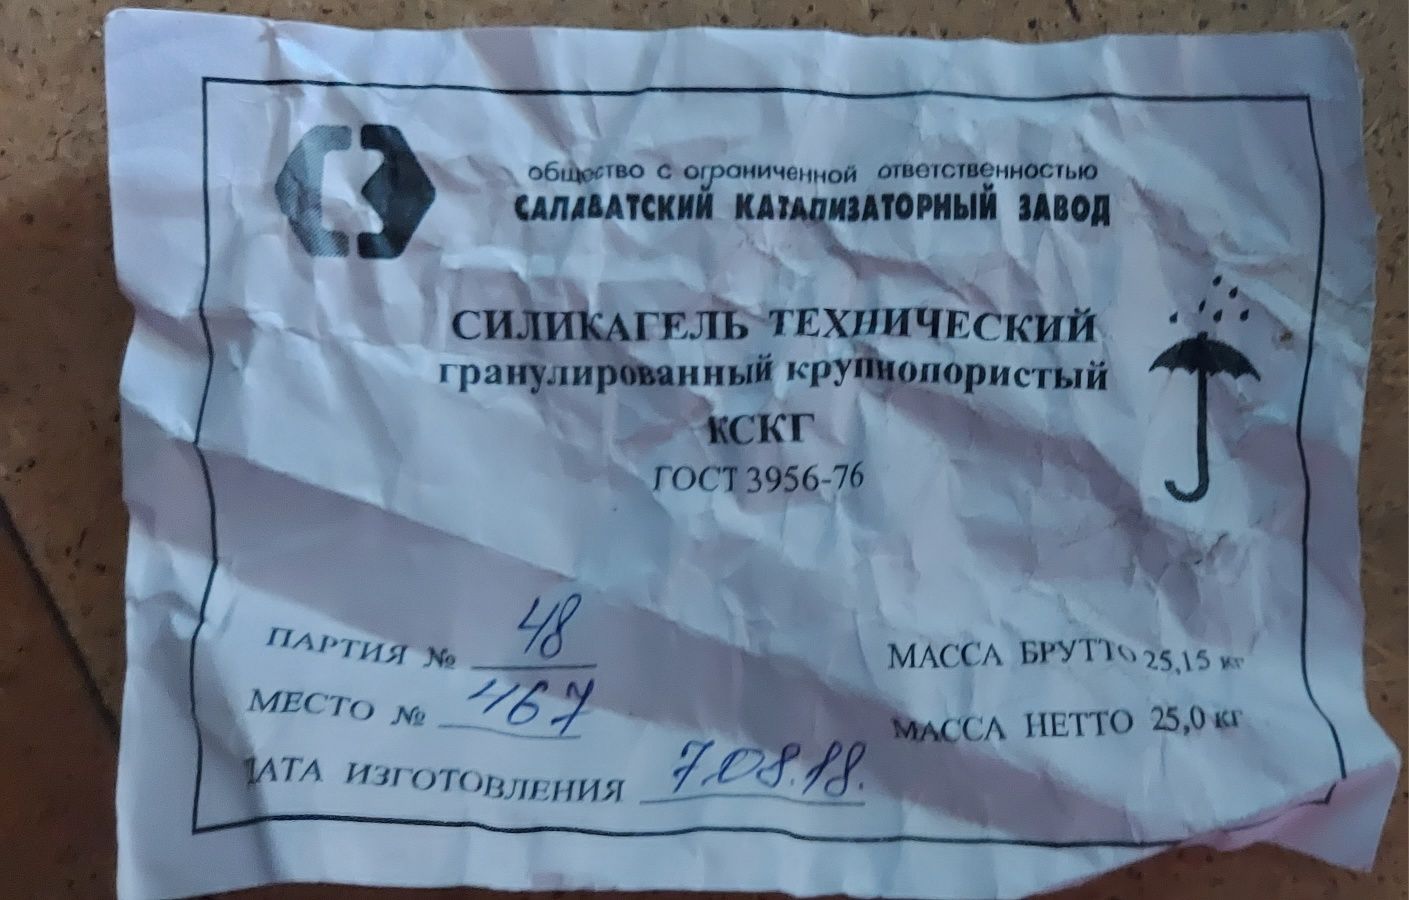 общество с ограниченной ответственностью
САЛАВАТСКИЙ КАТАЛИЗАТОРНЫЙ ЗАВОД
СИЛИКАГЕЛЬ ТЕХНИЧЕСКИЙ
гранулированный крупнопористый
КСКГ
ГОСТ 3956-76
ПАРТИЯ № 48
МАССА БРУТТО 25,15 кг
МЕСТО № 467
МАССА НЕТТО 25,0 кг
ДАТА ИЗГОТОВЛЕНИЯ 7.08.18.